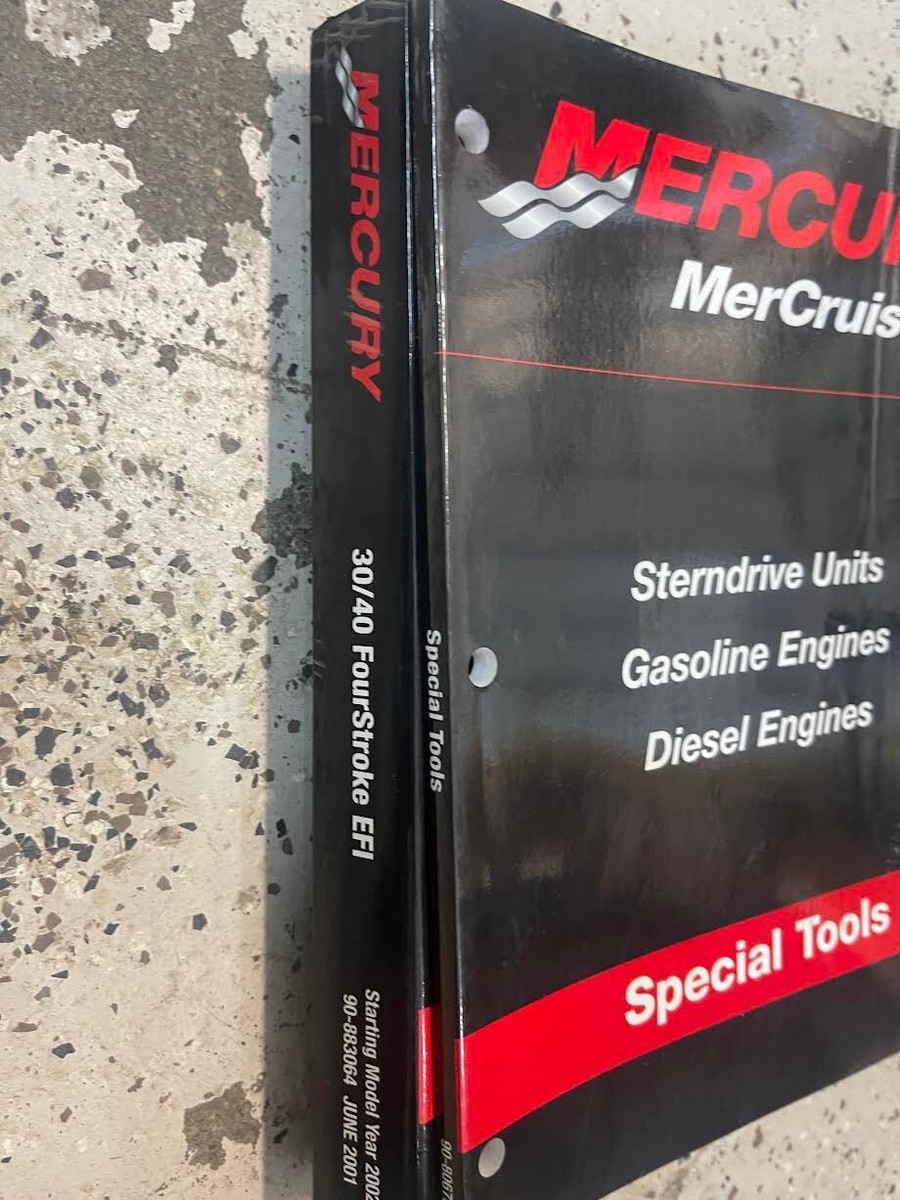 MERCURY
30/40 FourStroke EFI
Starting Model Year 2002
90-883064 JUNE 2001
Special Tools
MerCruis
Sterndrive Units
Gasoline Engines
Diesel Engines
Special Tools